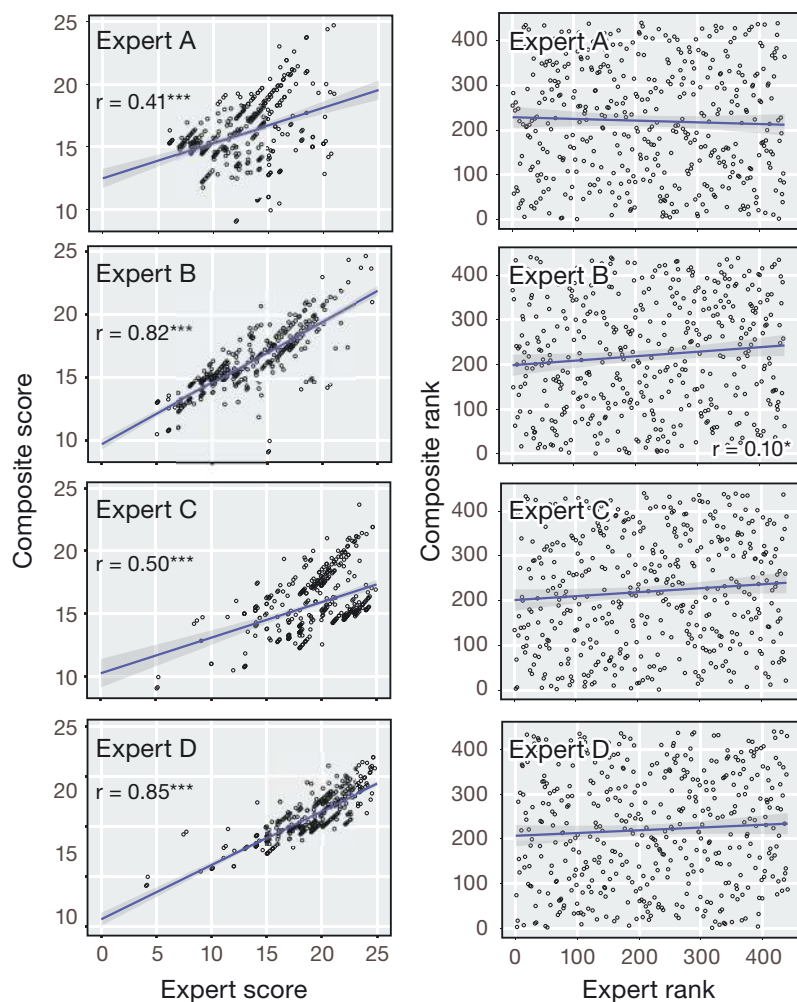 Expert A
r = 0.41***
25
20
15
10
Expert B
r = 0.82***
25
20
15
10
Expert C
r = 0.50***
25
20
15
10
Expert D
r = 0.85***
25
20
15
10
Composite score
0 5 10 15 20 25
Expert score
Expert A
400
300
200
100
0
Expert B
400
300
200
100
0
r = 0.10*
Expert C
400
300
200
100
0
Expert D
400
300
200
100
0
Composite rank
0 100 200 300 400
Expert rank